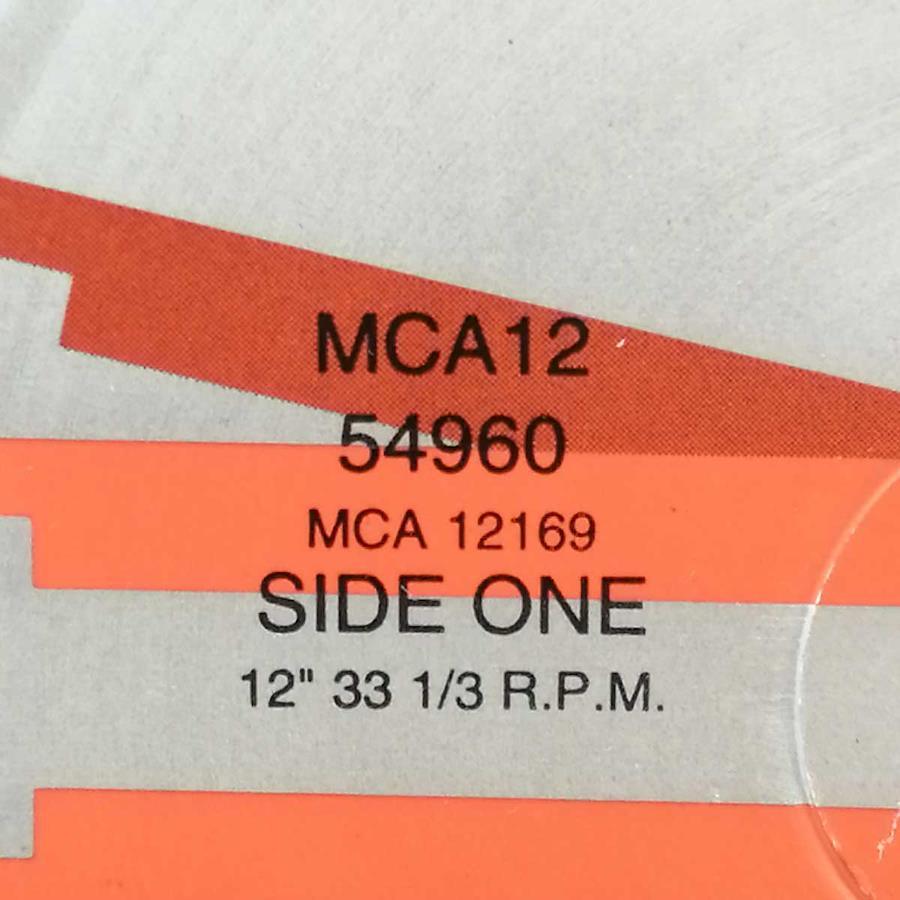 MCA12
54960
MCA 12169
SIDE ONE
12" 33 1/3 R.P.M.